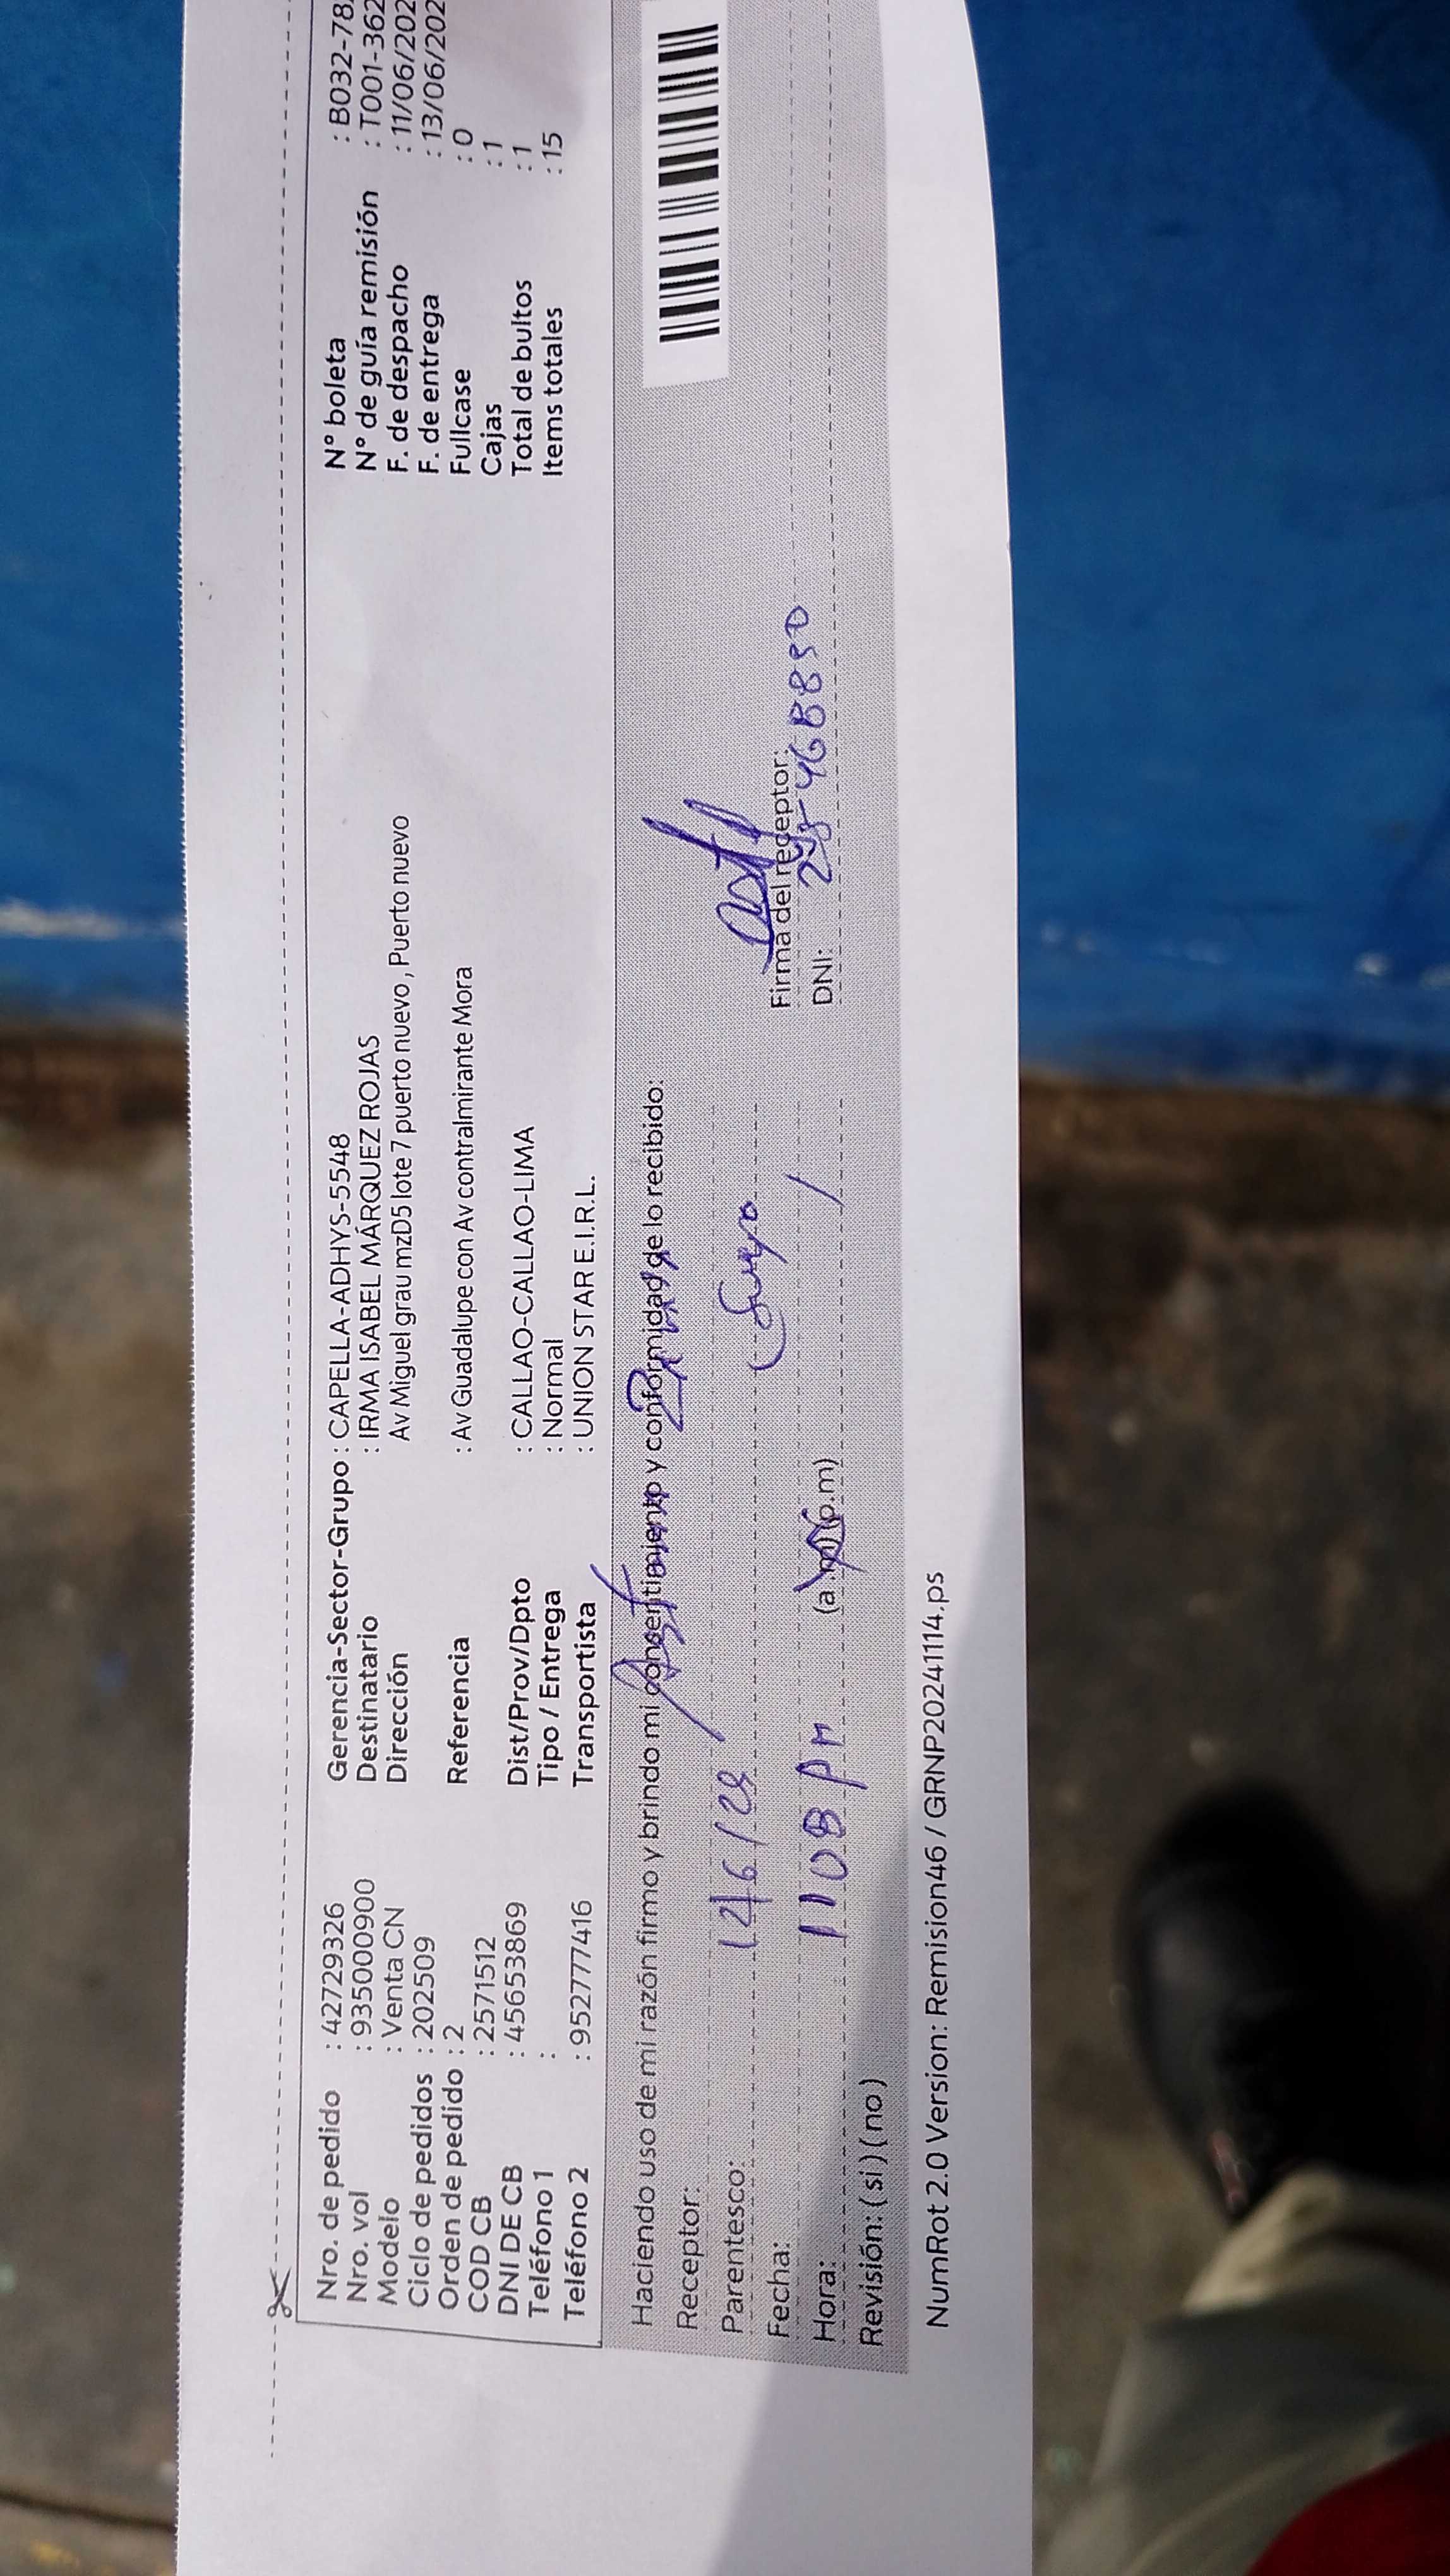 Nro. de pedido : 42729326 Gerencia-Sector-Grupo : CAPELLA-ADHYS-5548 N° boleta : B032-78
Nro. vol : 935000900 Destinatario : IRMA ISABEL MÁRQUEZ ROJAS N° de guía remisión : T001-362
Modelo : Venta CN Dirección Av Miguel grau mzD5 lote 7 puerto nuevo , Puerto nuevo F. de despacho : 11/06/202
Ciclo de pedidos : 202509 F. de entrega : 13/06/202
Orden de pedido : 2 Referencia : Av Guadalupe con Av contralmirante Mora Fullcase : 0
COD CB : 2571512 Cajas : 1
DNI DE CB : 45653869 Dist/Prov/Dpto : CALLAO-CALLAO-LIMA Total de bultos : 1
Teléfono 1 : Tipo / Entrega : Normal Items totales : 15
Teléfono 2 : 952777416 Transportista : UNION STAR E.I.R.L.
Haciendo uso de mi razón firmo y brindo mi consentimiento y conformidad de lo recibido:
Receptor:
Parentesco:
Fecha: Firma del receptor:
Hora: 1108 PM (a.m) (p.m) DNI:
Revisión: ( si ) ( no )
NumRot 2.0 Version: Remision46 / GRNP20241114.ps